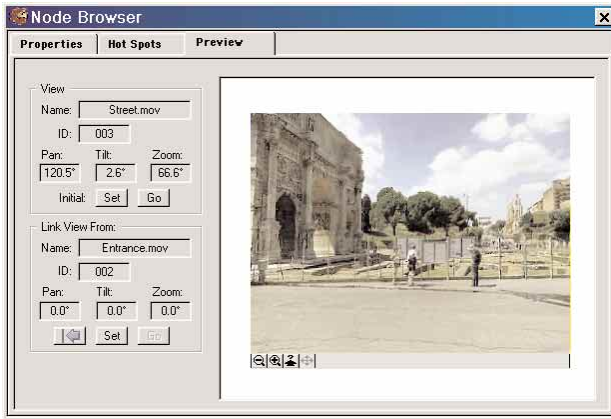 Node Browser
Properties Hot Spots Preview
View
Name: Street.mov
ID: 003
Pan: Tilt: Zoom:
120.5° 2.6° 66.6°
Initial: Set Go
Link View From:
Name: Entrance.mov
ID: 002
Pan: Tilt: Zoom:
0.0° 0.0° 0.0°
Set Go